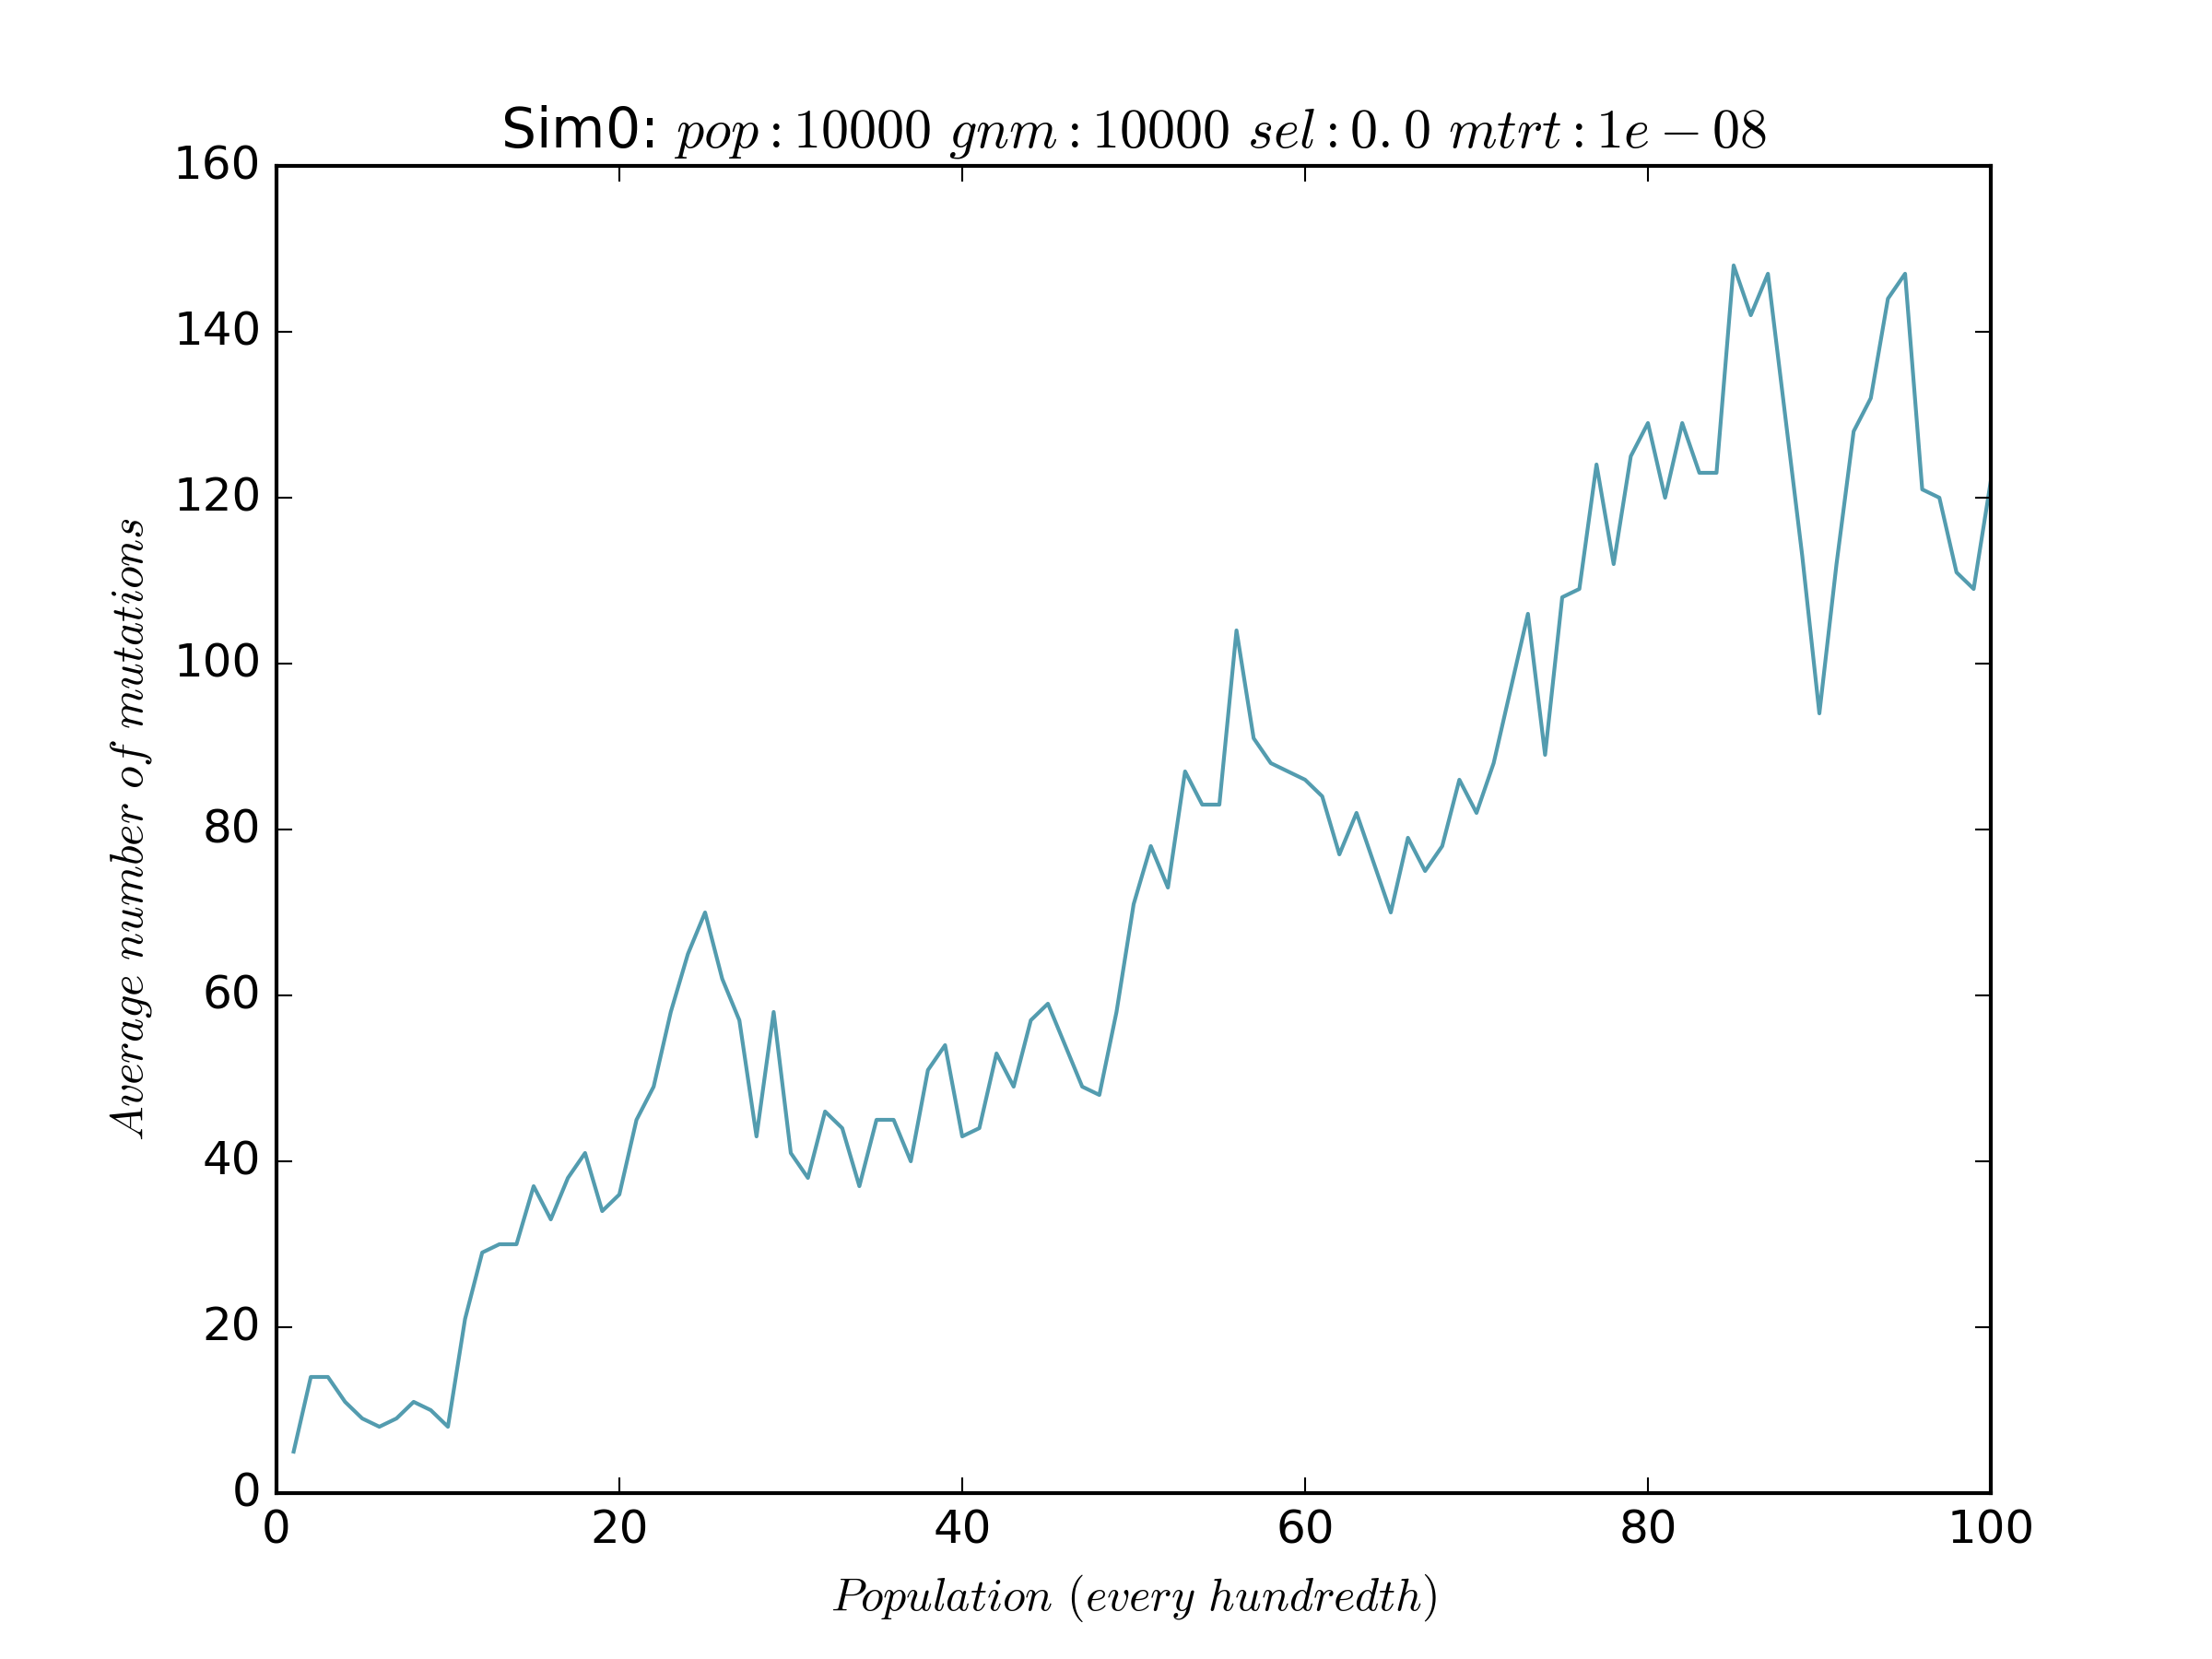 Sim0: pop : 10000 gnm : 10000 sel : 0.0 mtrt : 1e − 08
160
140
120
100
80
60
40
20
0
Average number of mutations
0 20 40 60 80 100
Population (every hundredth)